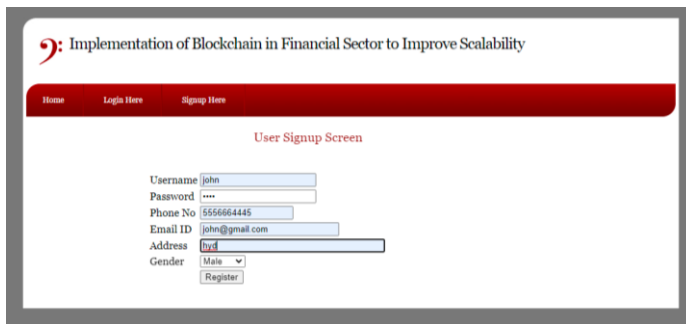 Implementation of Blockchain in Financial Sector to Improve Scalability
Home Login Here Signup Here
User Signup Screen
Username john
Password ••••
Phone No 5556664445
Email ID john@gmail.com
Address hyd
Gender Male
Register